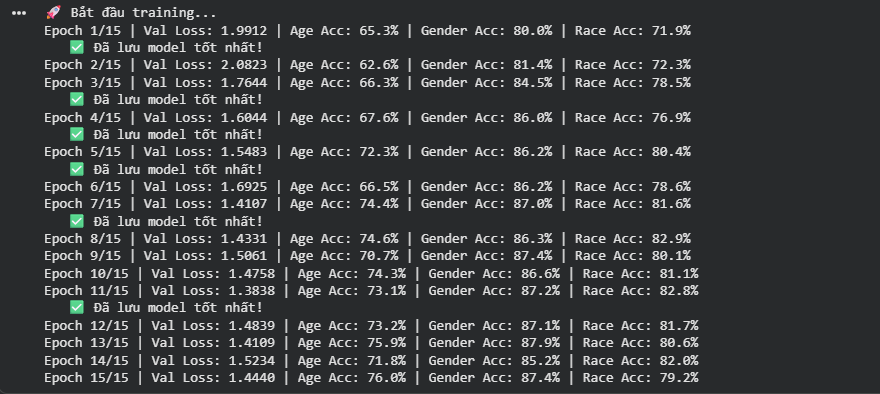 ••• 🚀 Bắt đầu training...
Epoch 1/15 | Val Loss: 1.9912 | Age Acc: 65.3% | Gender Acc: 80.0% | Race Acc: 71.9%
✅ Đã lưu model tốt nhất!
Epoch 2/15 | Val Loss: 2.0823 | Age Acc: 62.6% | Gender Acc: 81.4% | Race Acc: 72.3%
Epoch 3/15 | Val Loss: 1.7644 | Age Acc: 66.3% | Gender Acc: 84.5% | Race Acc: 78.5%
✅ Đã lưu model tốt nhất!
Epoch 4/15 | Val Loss: 1.6044 | Age Acc: 67.6% | Gender Acc: 86.0% | Race Acc: 76.9%
✅ Đã lưu model tốt nhất!
Epoch 5/15 | Val Loss: 1.5483 | Age Acc: 72.3% | Gender Acc: 86.2% | Race Acc: 80.4%
✅ Đã lưu model tốt nhất!
Epoch 6/15 | Val Loss: 1.6925 | Age Acc: 66.5% | Gender Acc: 86.2% | Race Acc: 78.6%
Epoch 7/15 | Val Loss: 1.4107 | Age Acc: 74.4% | Gender Acc: 87.0% | Race Acc: 81.6%
✅ Đã lưu model tốt nhất!
Epoch 8/15 | Val Loss: 1.4331 | Age Acc: 74.6% | Gender Acc: 86.3% | Race Acc: 82.9%
Epoch 9/15 | Val Loss: 1.5061 | Age Acc: 70.7% | Gender Acc: 87.4% | Race Acc: 80.1%
Epoch 10/15 | Val Loss: 1.4758 | Age Acc: 74.3% | Gender Acc: 86.6% | Race Acc: 81.1%
Epoch 11/15 | Val Loss: 1.3838 | Age Acc: 73.1% | Gender Acc: 87.2% | Race Acc: 82.8%
✅ Đã lưu model tốt nhất!
Epoch 12/15 | Val Loss: 1.4839 | Age Acc: 73.2% | Gender Acc: 87.1% | Race Acc: 81.7%
Epoch 13/15 | Val Loss: 1.4109 | Age Acc: 75.9% | Gender Acc: 87.9% | Race Acc: 80.6%
Epoch 14/15 | Val Loss: 1.5234 | Age Acc: 71.8% | Gender Acc: 85.2% | Race Acc: 82.0%
Epoch 15/15 | Val Loss: 1.4440 | Age Acc: 76.0% | Gender Acc: 87.4% | Race Acc: 79.2%